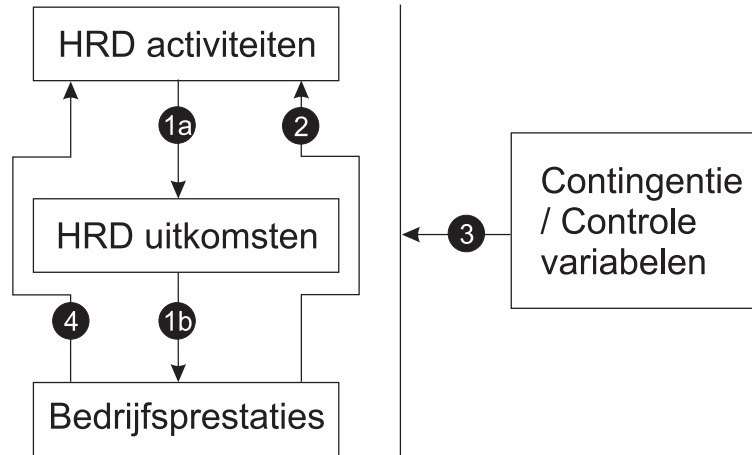 HRD activiteiten
1a
2
HRD uitkomsten
3
Contingentie
/ Controle
variabelen
4
1b
Bedrijfsprestaties